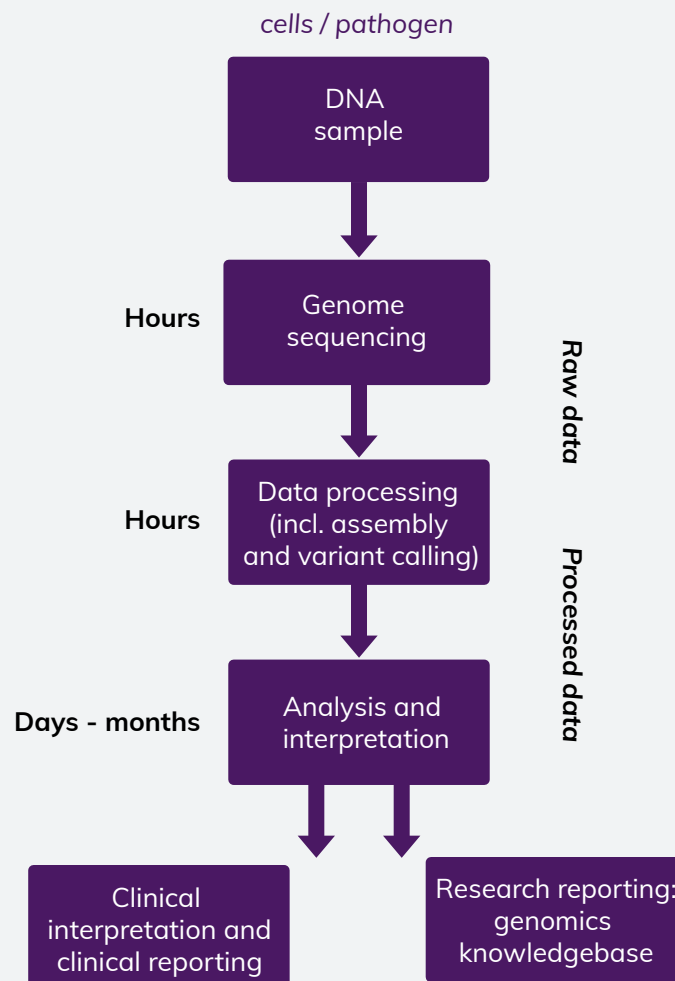 cells / pathogen
DNA
sample
Hours
Genome
sequencing
Raw data
Hours
Data processing
(incl. assembly
and variant calling)
Processed data
Days - months
Analysis and
interpretation
Clinical
interpretation and
clinical reporting
Research reporting:
genomics
knowledgebase